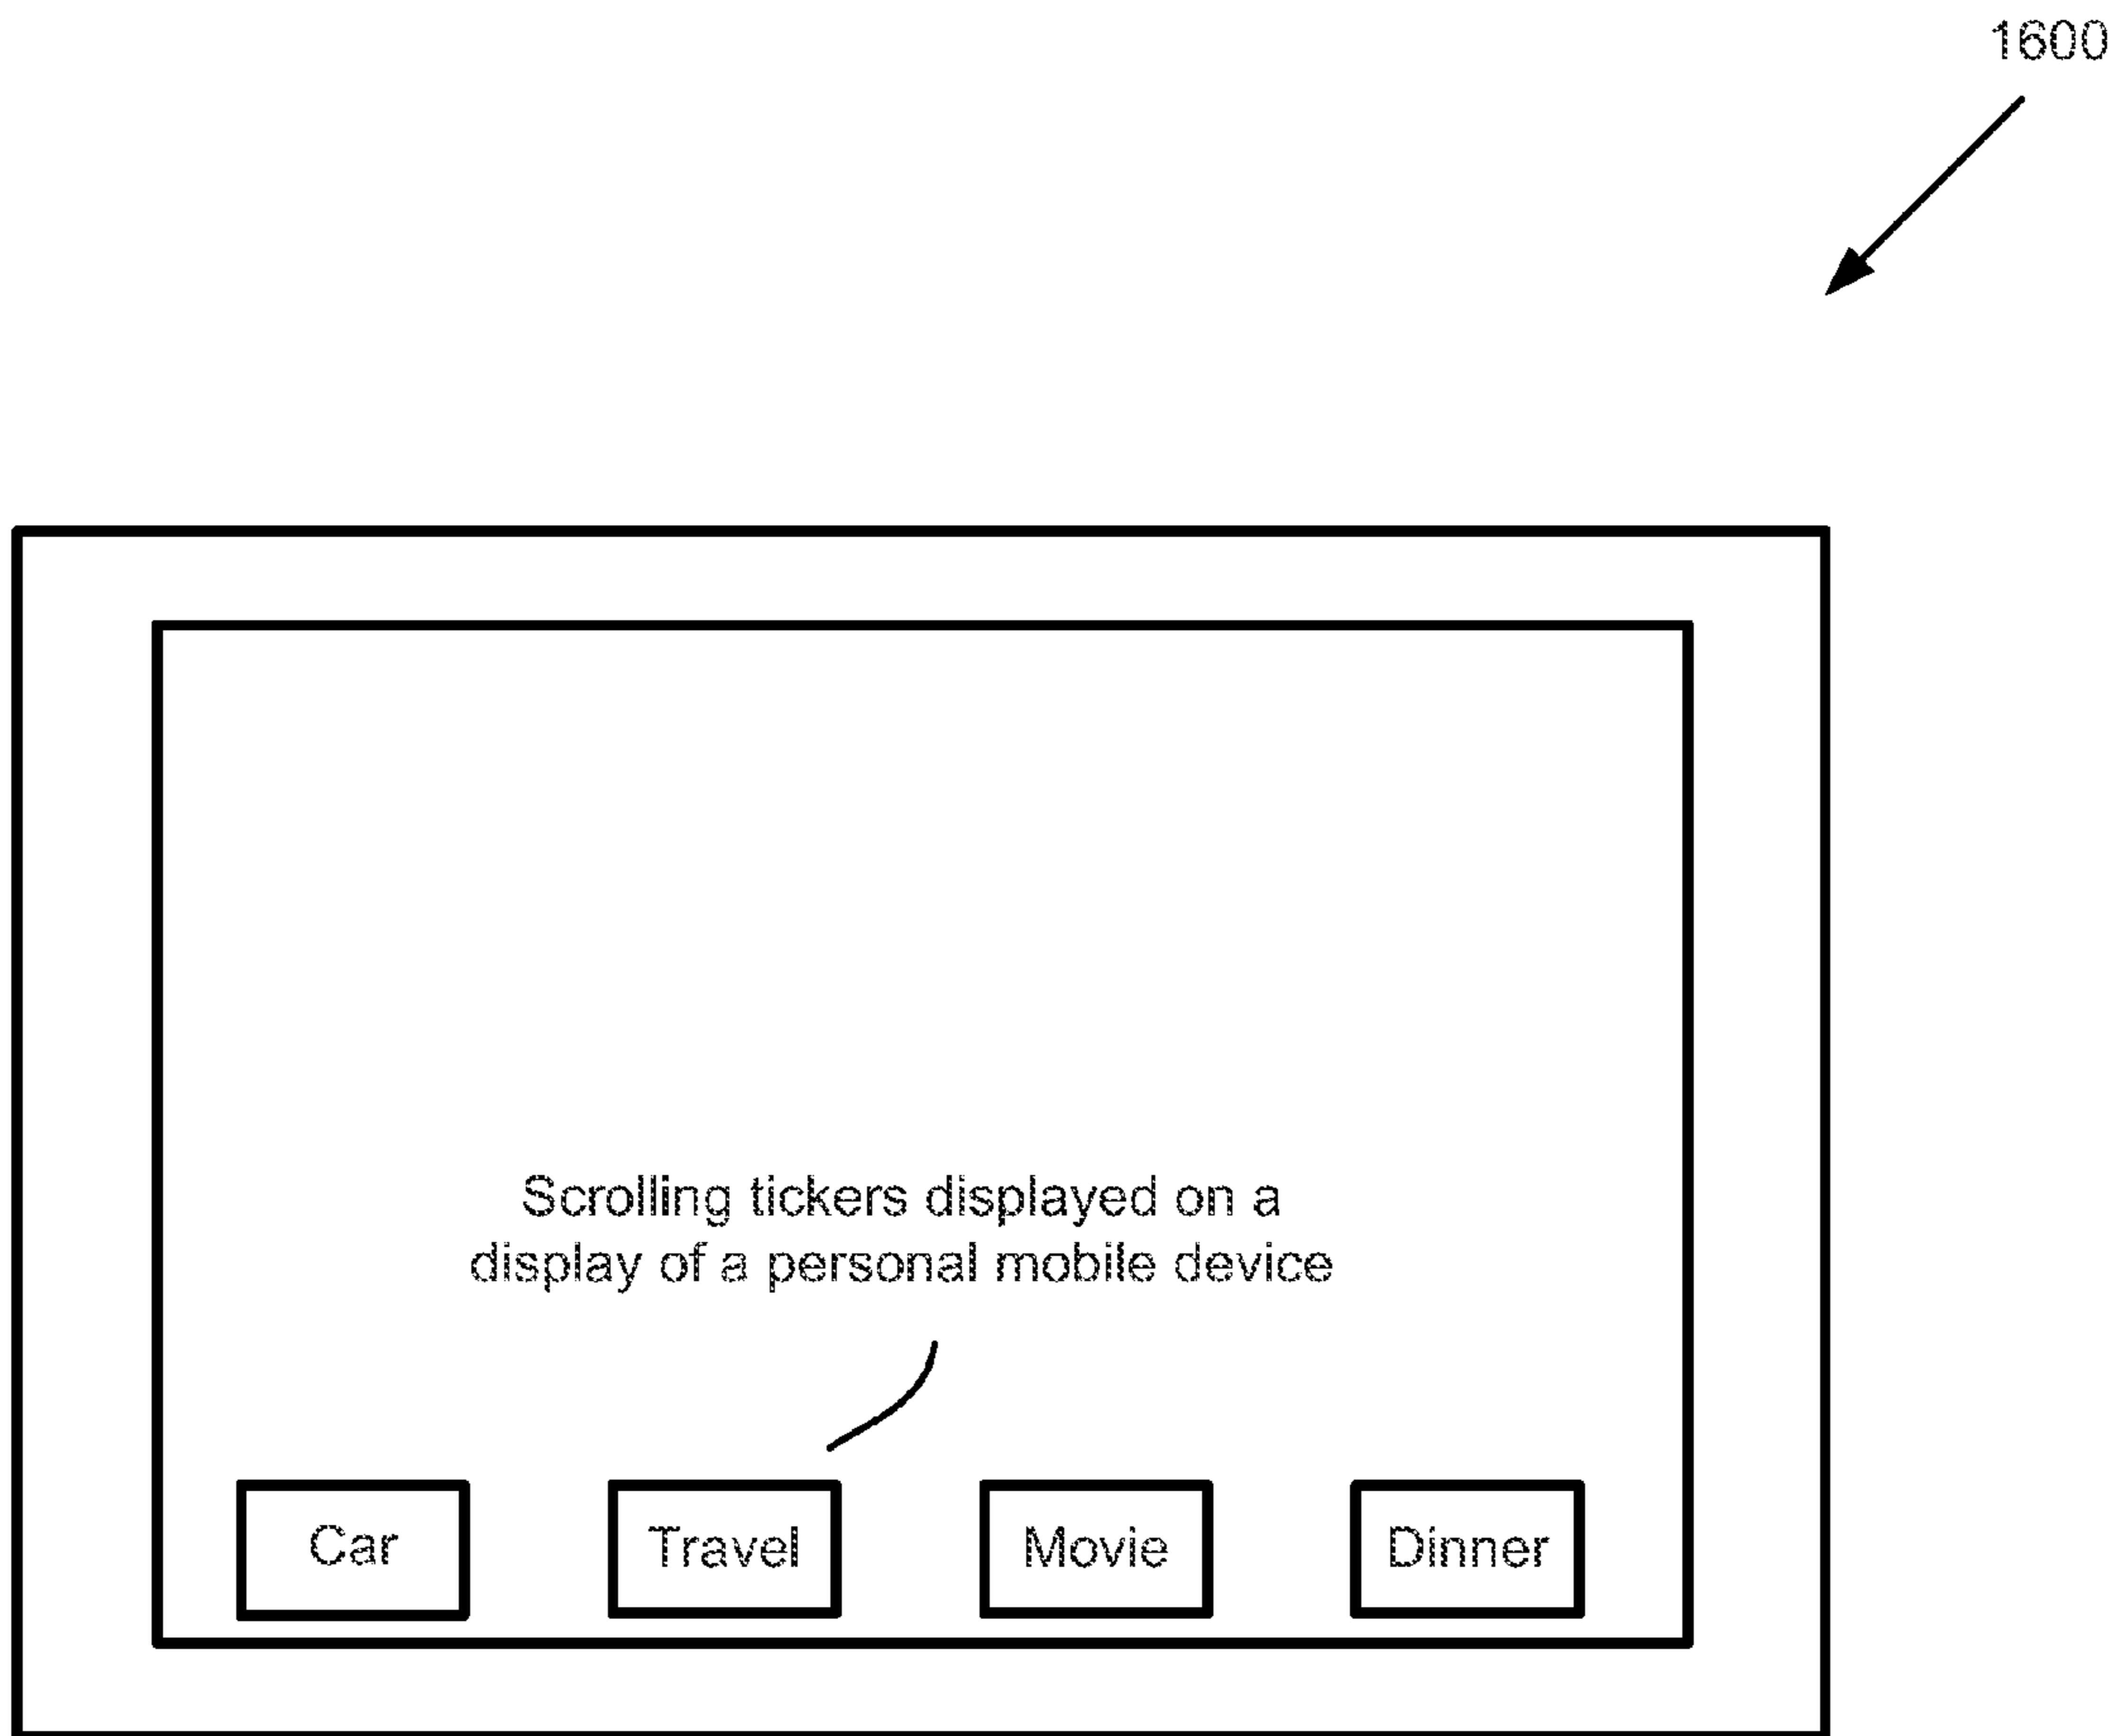 1600
Scrolling tickers displayed on a
display of a personal mobile device
Car
Travel
Movie
Dinner